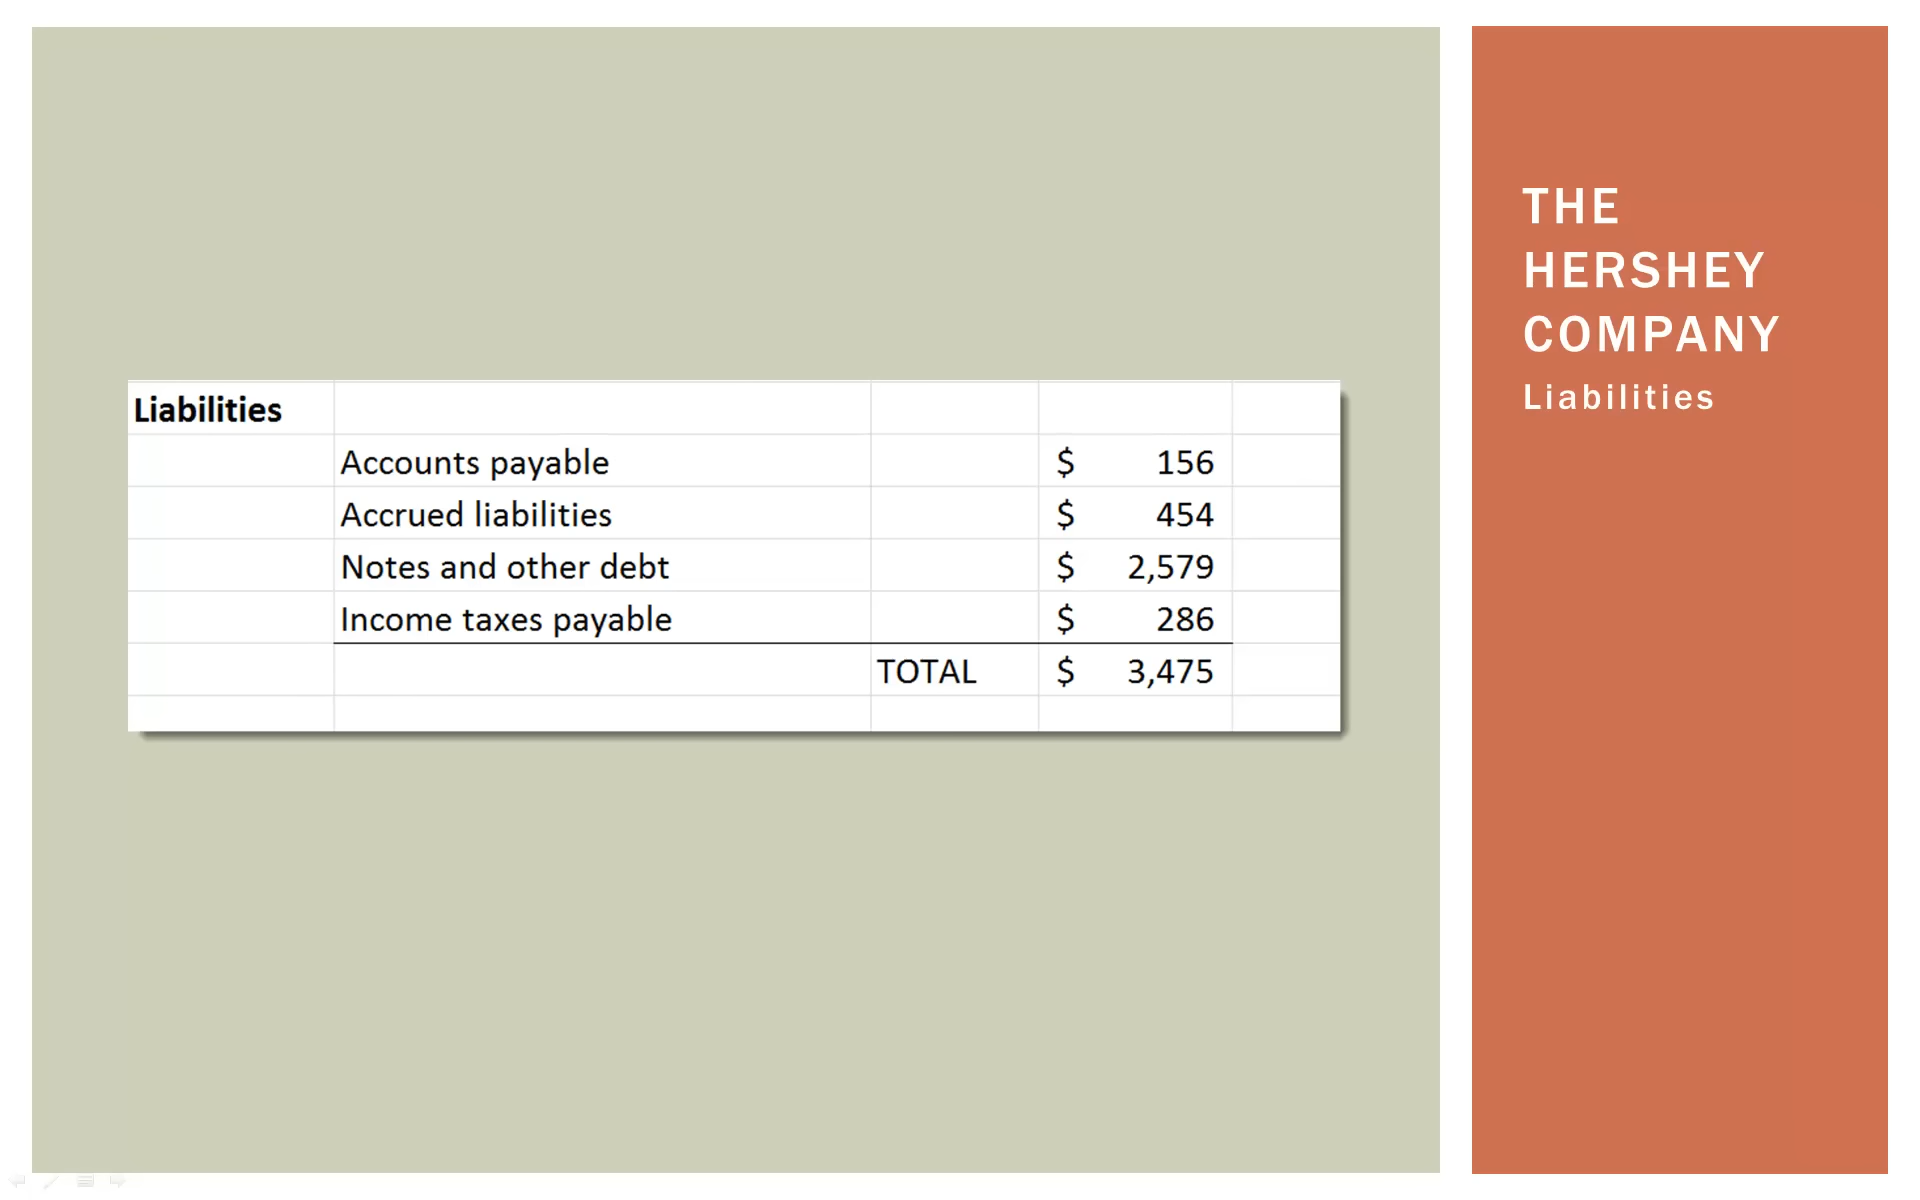 Liabilities
Accounts payable $ 156
Accrued liabilities $ 454
Notes and other debt $ 2,579
Income taxes payable $ 286
TOTAL $ 3,475
THE
HERSHEY
COMPANY
Liabilities